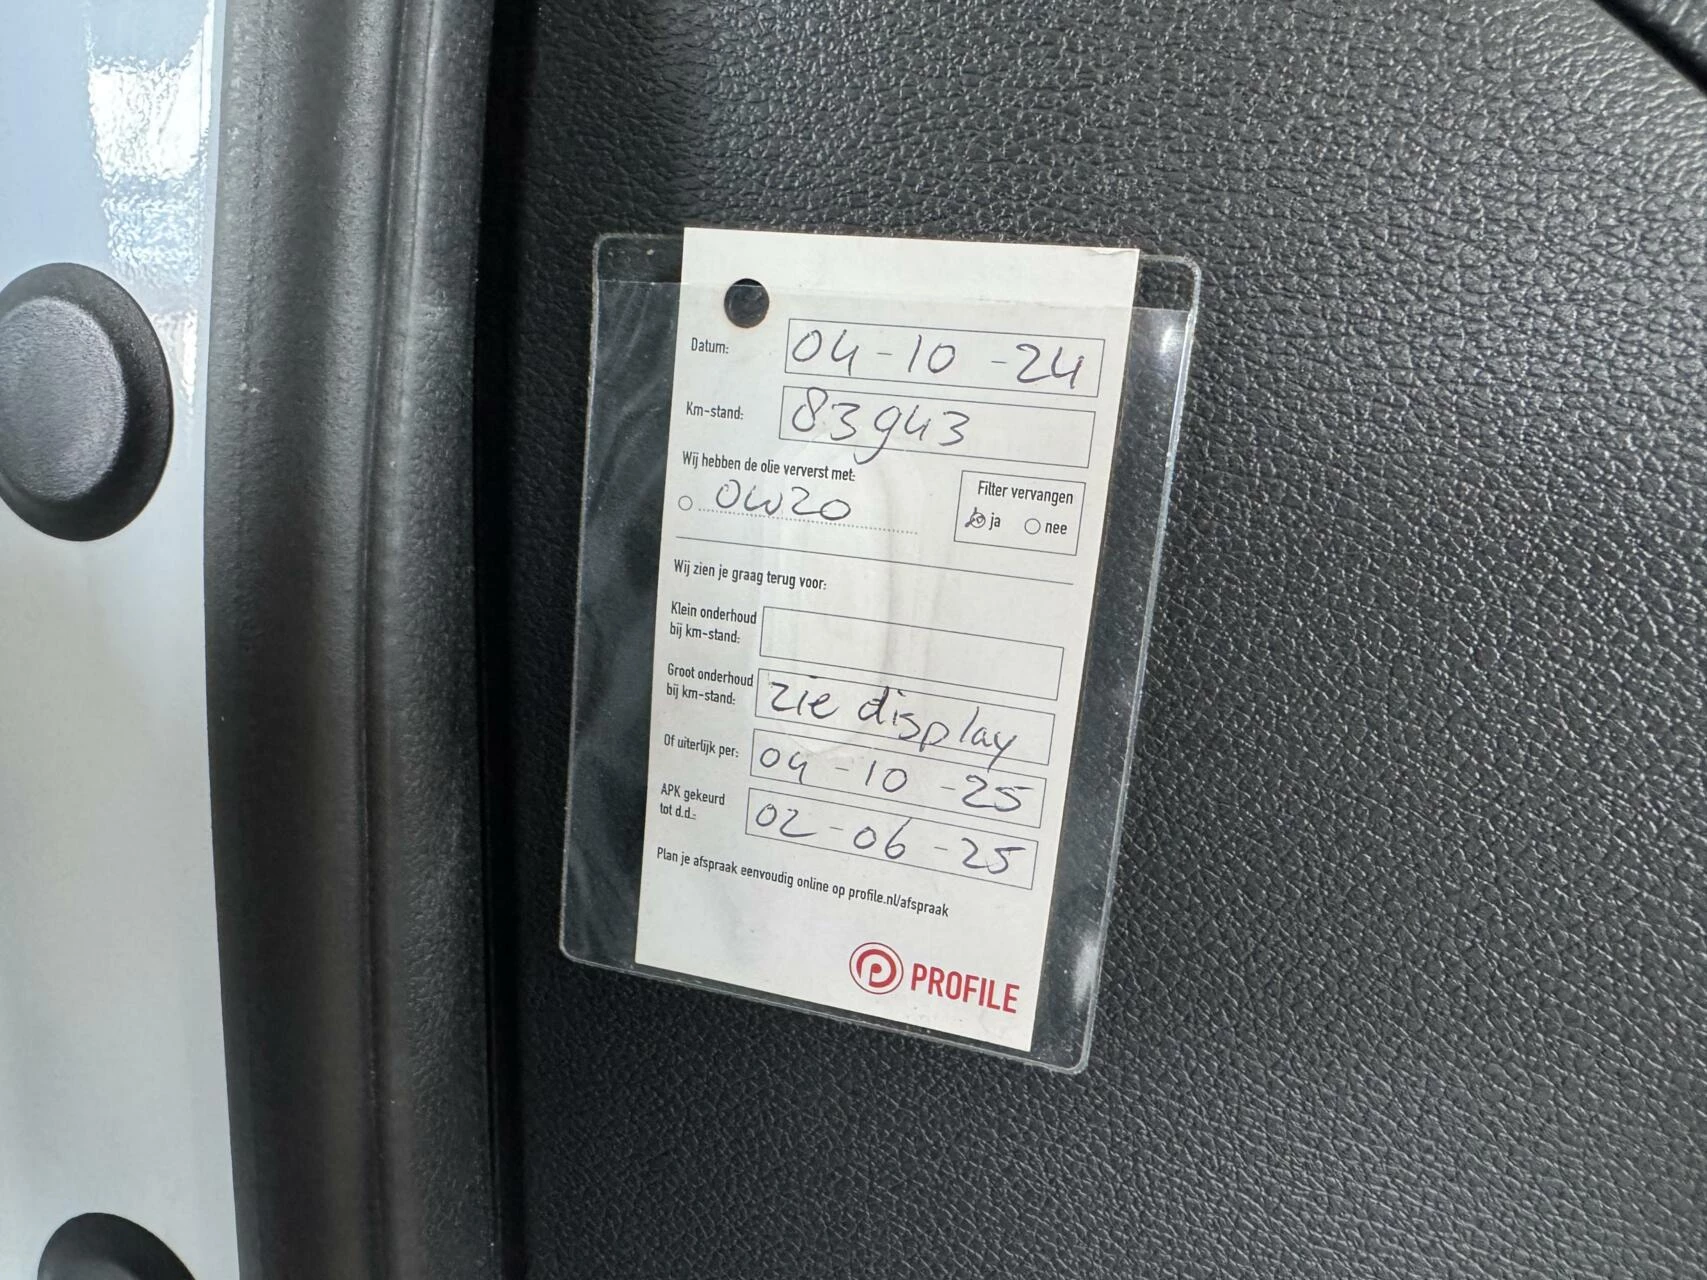 Datum: 04-10-24
Km-stand: 83943
Wij hebben de olie ververst met:
0W20
Filter vervangen
ja nee
Wij zien je graag terug voor:
Klein onderhoud
bij km-stand:
Groot onderhoud
bij km-stand: zie display
Of uiterlijk per: 04-10-25
APK gekeurd
tot d.d.: 02-06-25
Plan je afspraak eenvoudig online op profile.nl/afspraak
PROFILE